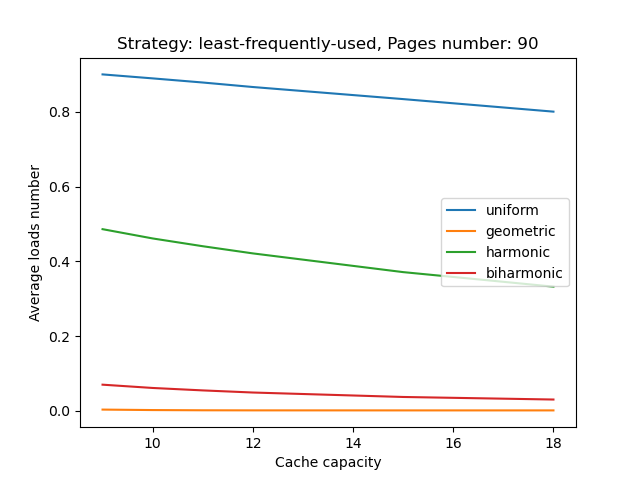 Strategy: least-frequently-used, Pages number: 90
Average loads number
0.8
0.6
0.4
0.2
0.0
uniform
geometric
harmonic
biharmonic
10 12 14 16 18
Cache capacity